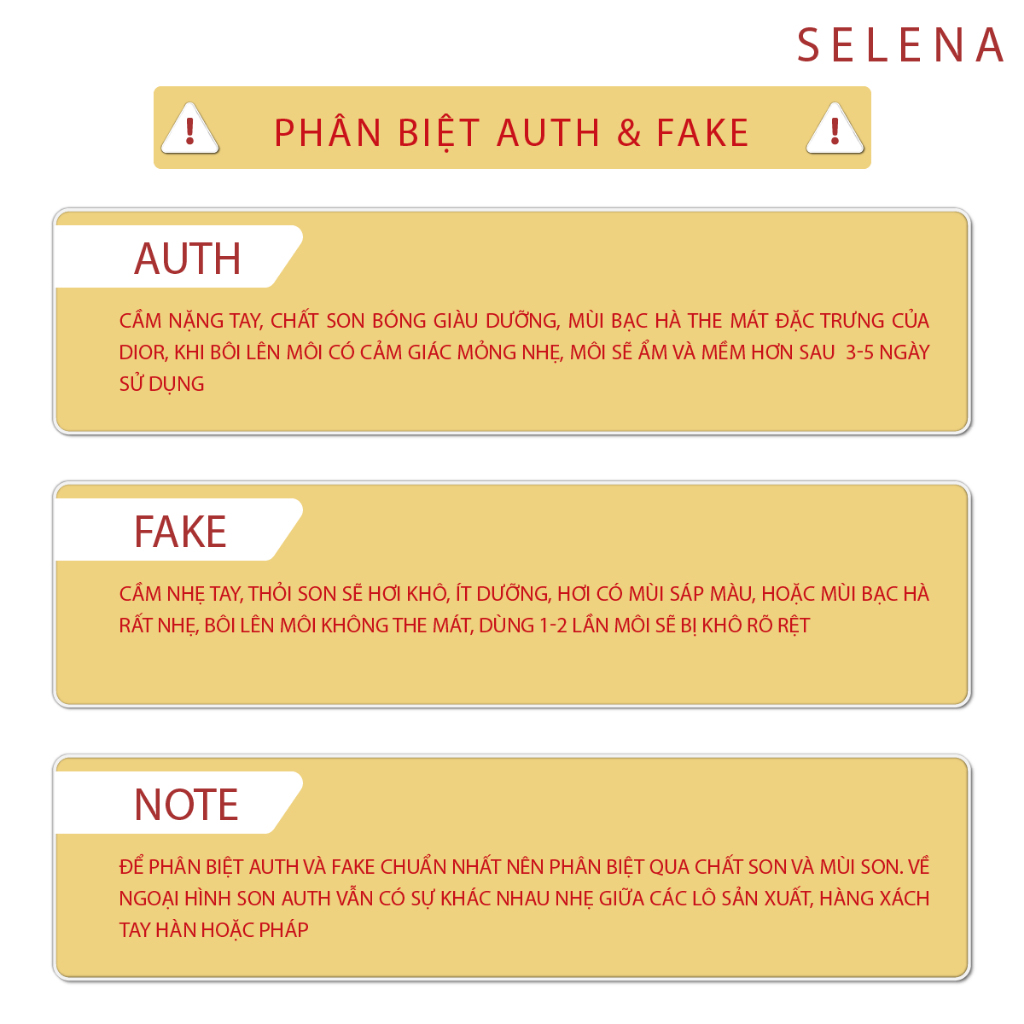 SELENA
PHÂN BIỆT AUTH & FAKE
AUTH
CẦM NẶNG TAY, CHẤT SON BÓNG GIÀU DƯỠNG, MÙI BẠC HÀ THE MÁT ĐẶC TRƯNG CỦA
DIOR, KHI BÔI LÊN MÔI CÓ CẢM GIÁC MỎNG NHẸ, MÔI SẼ ẨM VÀ MỀM HƠN SAU 3-5 NGÀY
SỬ DỤNG
FAKE
CẦM NHẸ TAY, THỎI SON SẼ HƠI KHÔ, ÍT DƯỠNG, HƠI CÓ MÙI SÁP MÀU, HOẶC MÙI BẠC HÀ
RẤT NHẸ, BÔI LÊN MÔI KHÔNG THE MÁT, DÙNG 1-2 LẦN MÔI SẼ BỊ KHÔ RÕ RỆT
NOTE
ĐỂ PHÂN BIỆT AUTH VÀ FAKE CHUẨN NHẤT NÊN PHÂN BIỆT QUA CHẤT SON VÀ MÙI SON. VỀ
NGOẠI HÌNH SON AUTH VẪN CÓ SỰ KHÁC NHAU NHẸ GIỮA CÁC LÔ SẢN XUẤT, HÀNG XÁCH
TAY HÀN HOẶC PHÁP